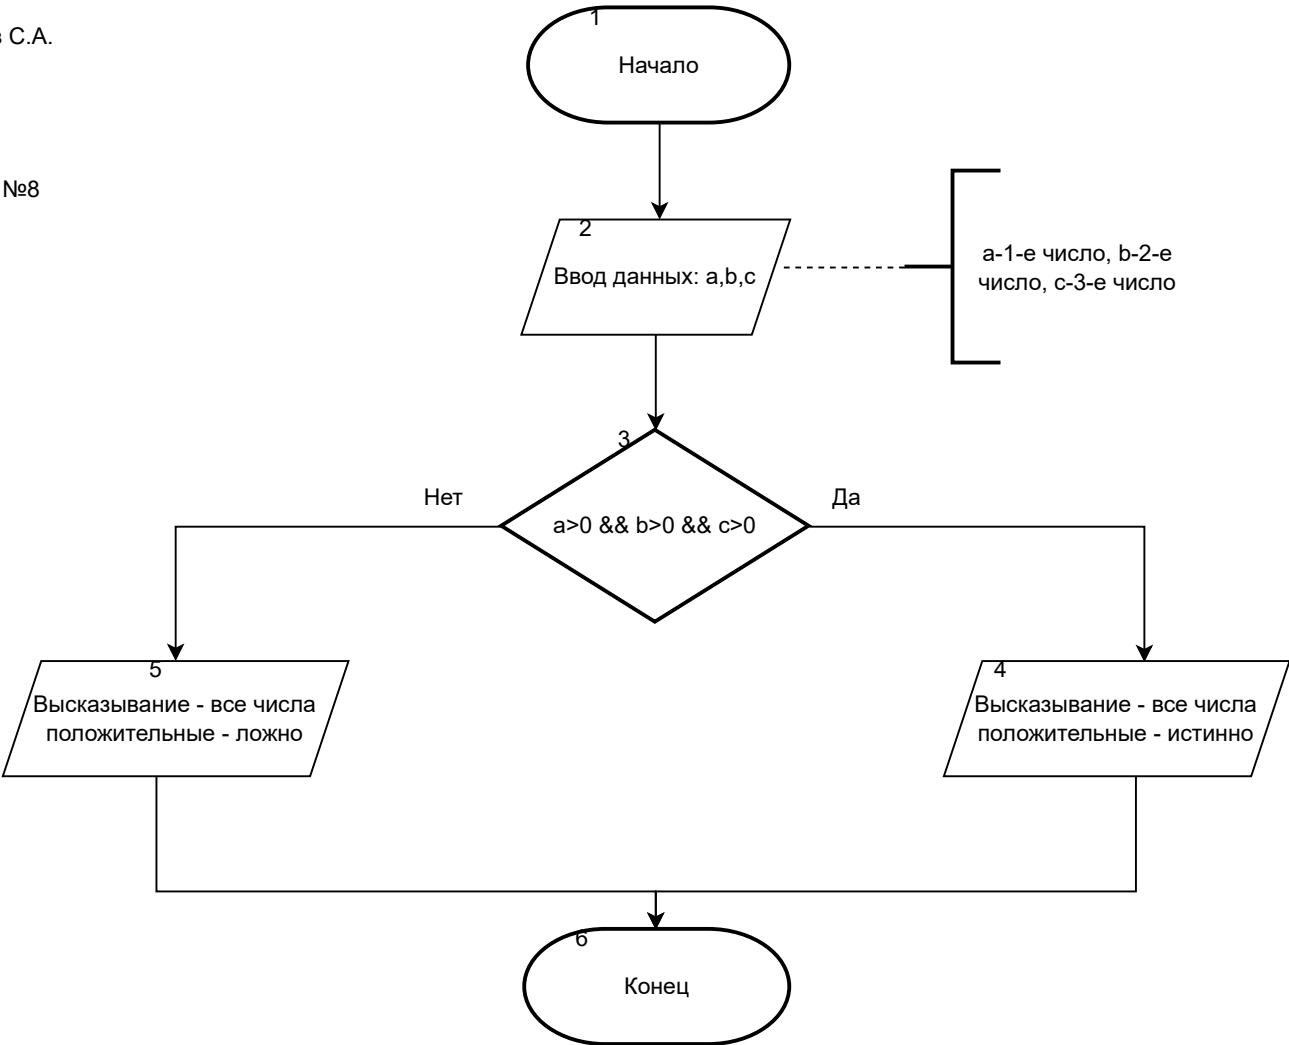 С.А.
№8
1
Начало
2
Ввод данных: a,b,c
a-1-е число, b-2-е
число, c-3-е число
3
Нет
Да
a>0 && b>0 && c>0
5
Высказывание - все числа
положительные - ложно
4
Высказывание - все числа
положительные - истинно
6
Конец